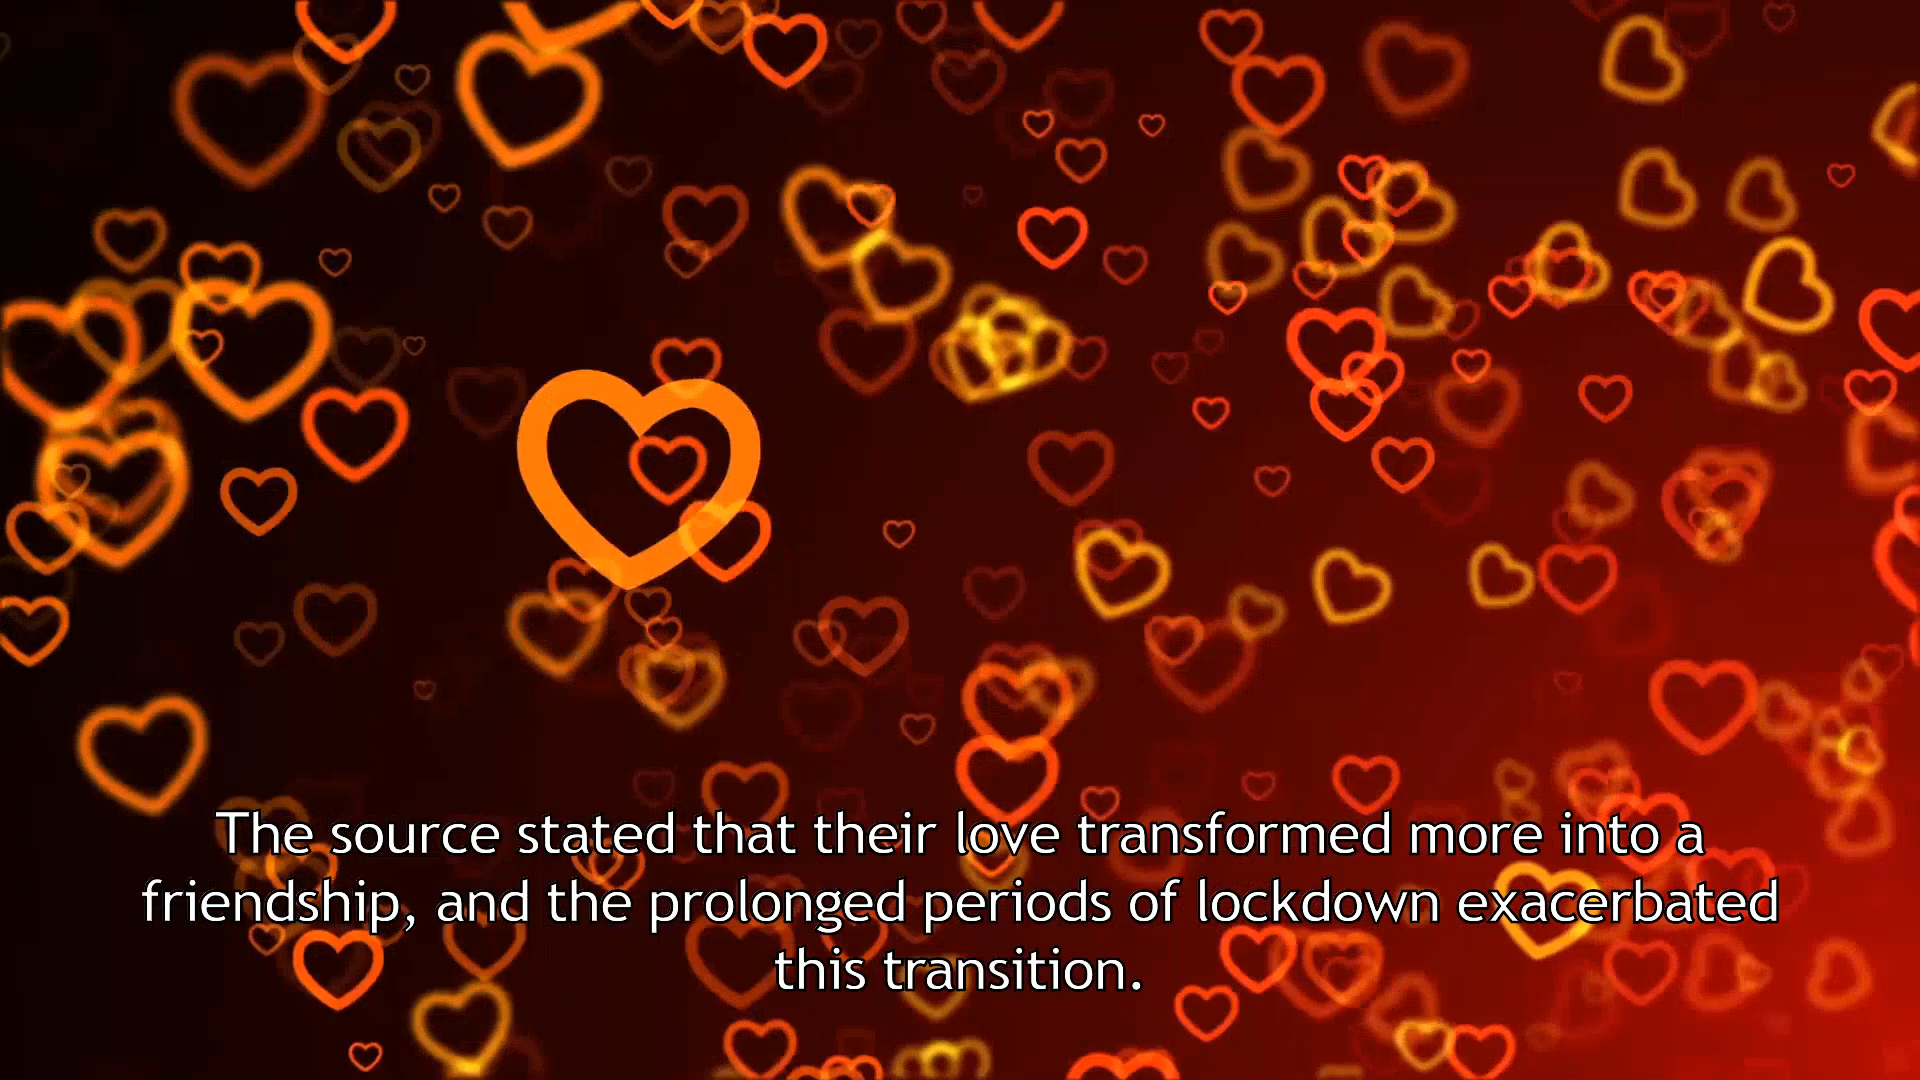 The source stated that their love transformed more into a
friendship, and the prolonged periods of lockdown exacerbated
this transition.